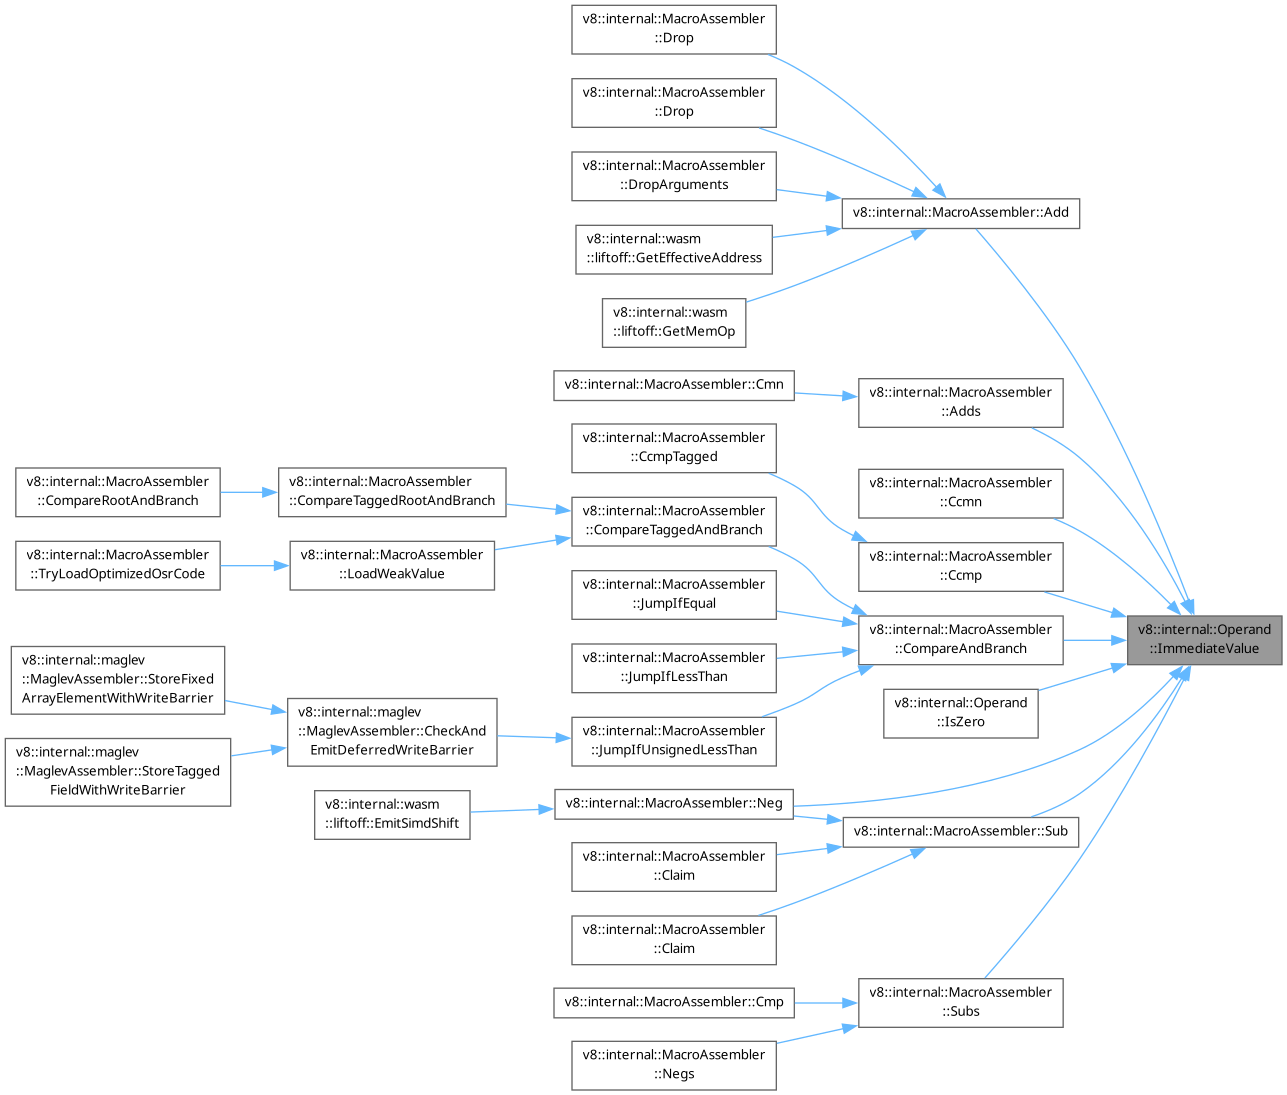 v8::internal::MacroAssembler
::Drop
v8::internal::MacroAssembler
::Drop
v8::internal::MacroAssembler
::DropArguments
v8::internal::MacroAssembler::Add
v8::internal::wasm
::liftoff::GetEffectiveAddress
v8::internal::wasm
::liftoff::GetMemOp
v8::internal::MacroAssembler::Cmn
v8::internal::MacroAssembler
::Adds
v8::internal::MacroAssembler
::CcmpTagged
v8::internal::MacroAssembler
::Ccmn
v8::internal::MacroAssembler
::CompareRootAndBranch
v8::internal::MacroAssembler
::CompareTaggedRootAndBranch
v8::internal::MacroAssembler
::CompareTaggedAndBranch
v8::internal::MacroAssembler
::TryLoadOptimizedOsrCode
v8::internal::MacroAssembler
::LoadWeakValue
v8::internal::MacroAssembler
::Ccmp
v8::internal::MacroAssembler
::JumpIfEqual
v8::internal::MacroAssembler
::CompareAndBranch
v8::internal::Operand
::ImmediateValue
v8::internal::MacroAssembler
::JumpIfLessThan
v8::internal::maglev
::MaglevAssembler::StoreFixed
ArrayElementWithWriteBarrier
v8::internal::Operand
::IsZero
v8::internal::maglev
::MaglevAssembler::CheckAnd
EmitDeferredWriteBarrier
v8::internal::MacroAssembler
::JumpIfUnsignedLessThan
v8::internal::maglev
::MaglevAssembler::StoreTagged
FieldWithWriteBarrier
v8::internal::wasm
::liftoff::EmitSimdShift
v8::internal::MacroAssembler::Neg
v8::internal::MacroAssembler::Sub
v8::internal::MacroAssembler
::Claim
v8::internal::MacroAssembler
::Claim
v8::internal::MacroAssembler::Cmp
v8::internal::MacroAssembler
::Subs
v8::internal::MacroAssembler
::Negs